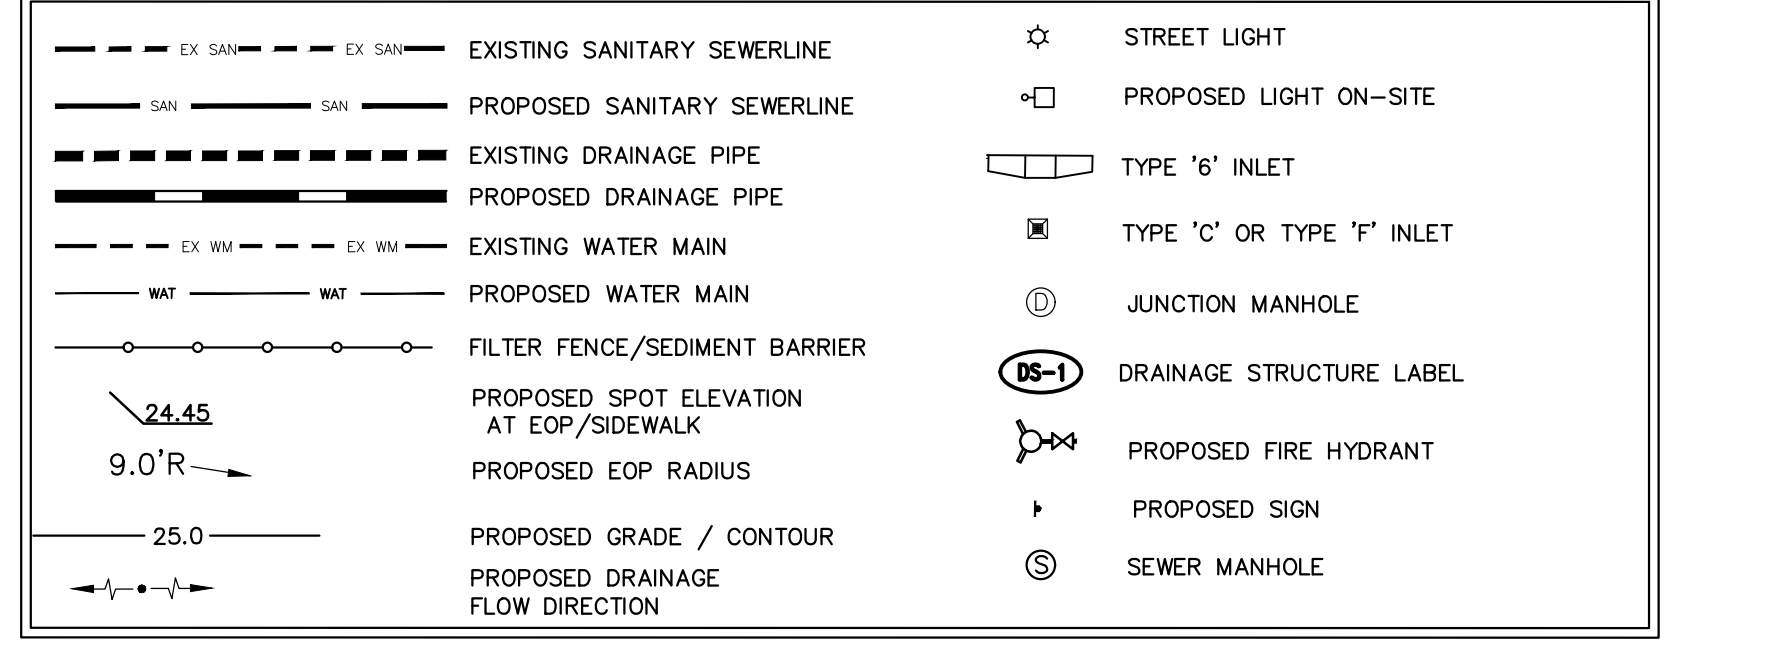 EX SAN EX SAN EXISTING SANITARY SEWERLINE
SAN SAN PROPOSED SANITARY SEWERLINE
EXISTING DRAINAGE PIPE
PROPOSED DRAINAGE PIPE
EX WM EX WM EXISTING WATER MAIN
WAT WAT PROPOSED WATER MAIN
FILTER FENCE/SEDIMENT BARRIER
24.45 PROPOSED SPOT ELEVATION
AT EOP/SIDEWALK
9.0'R PROPOSED EOP RADIUS
25.0 PROPOSED GRADE / CONTOUR
PROPOSED DRAINAGE
FLOW DIRECTION
STREET LIGHT
PROPOSED LIGHT ON-SITE
TYPE '6' INLET
TYPE 'C' OR TYPE 'F' INLET
D JUNCTION MANHOLE
DS-1 DRAINAGE STRUCTURE LABEL
PROPOSED FIRE HYDRANT
PROPOSED SIGN
S SEWER MANHOLE